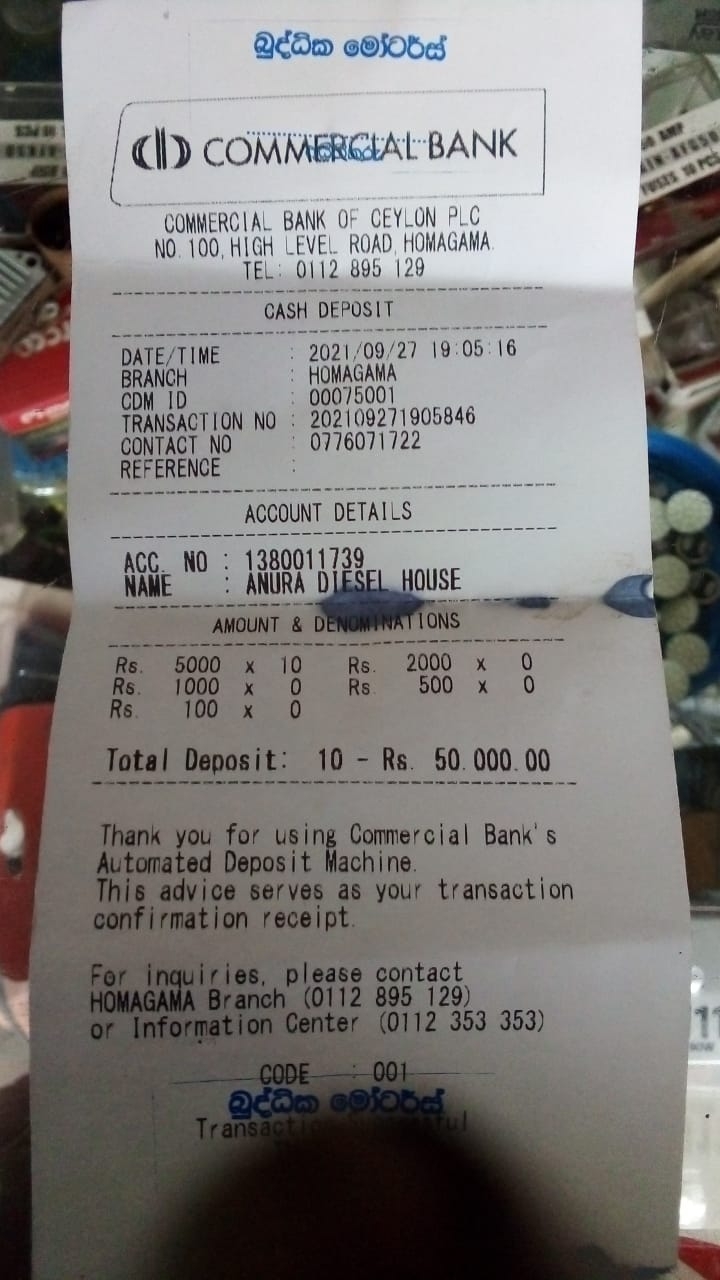 බුද්ධික මෝටර්ස්
COMMERCIAL BANK
COMMERCIAL BANK OF CEYLON PLC
NO. 100, HIGH LEVEL ROAD, HOMAGAMA.
TEL: 0112 895 129
CASH DEPOSIT
DATE/TIME : 2021/09/27 19:05:16
BRANCH : HOMAGAMA
CDM ID : 00075001
TRANSACTION NO : 202109271905846
CONTACT NO : 0776071722
REFERENCE :
ACCOUNT DETAILS
ACC. NO : 1380011739
NAME : ANURA DIESEL HOUSE
AMOUNT & DENOMINATIONS
Rs. 5000 x 10 Rs. 2000 x 0
Rs. 1000 x 0 Rs. 500 x 0
Rs. 100 x 0
Total Deposit: 10 - Rs. 50.000.00
Thank you for using Commercial Bank's
Automated Deposit Machine.
This advice serves as your transaction
confirmation receipt.
For inquiries, please contact
HOMAGAMA Branch (0112 895 129)
or Information Center (0112 353 353)
CODE : 001
බුද්ධික මෝටර්ස්